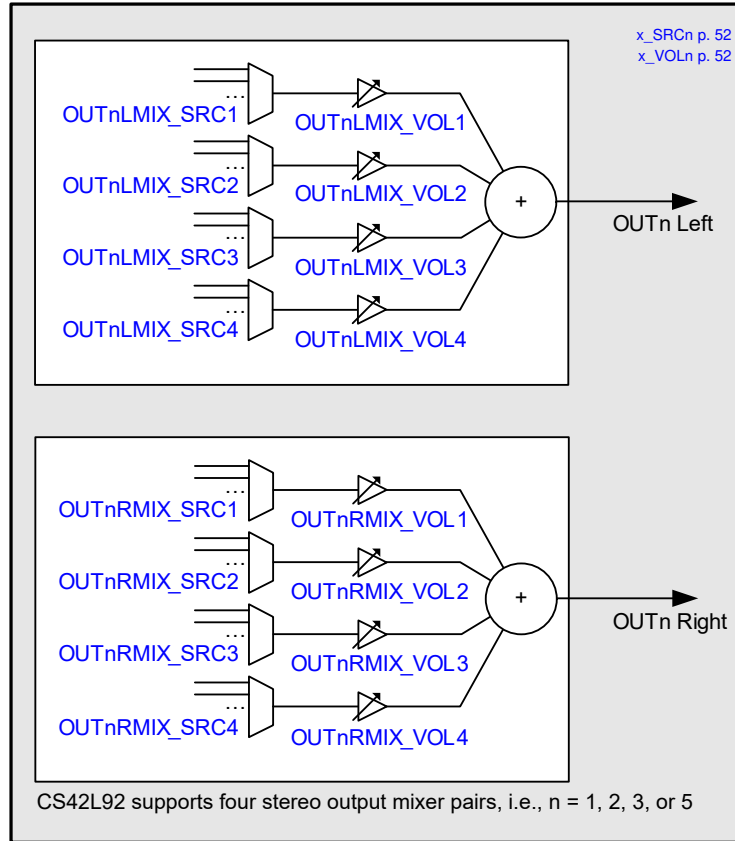 x_SRCn p. 52
x_VOLn p. 52
...
OUTnLMIX_SRC1
OUTnLMIX_VOL1
...
OUTnLMIX_SRC2
OUTnLMIX_VOL2
+
OUTn Left
...
OUTnLMIX_SRC3
OUTnLMIX_VOL3
...
OUTnLMIX_SRC4
OUTnLMIX_VOL4
...
OUTnRMIX_SRC1
OUTnRMIX_VOL1
...
OUTnRMIX_SRC2
OUTnRMIX_VOL2
+
OUTn Right
...
OUTnRMIX_SRC3
OUTnRMIX_VOL3
...
OUTnRMIX_SRC4
OUTnRMIX_VOL4
CS42L92 supports four stereo output mixer pairs, i.e., n = 1, 2, 3, or 5